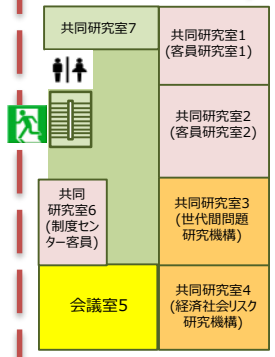 共同研究室7
共同研究室1
(客員研究室1)
共同研究室2
(客員研究室2)
共同
研究室6
(制度セン
ター客員)
共同研究室3
(世代間問題
研究機構)
会議室5
共同研究室4
(経済社会リスク
研究機構)